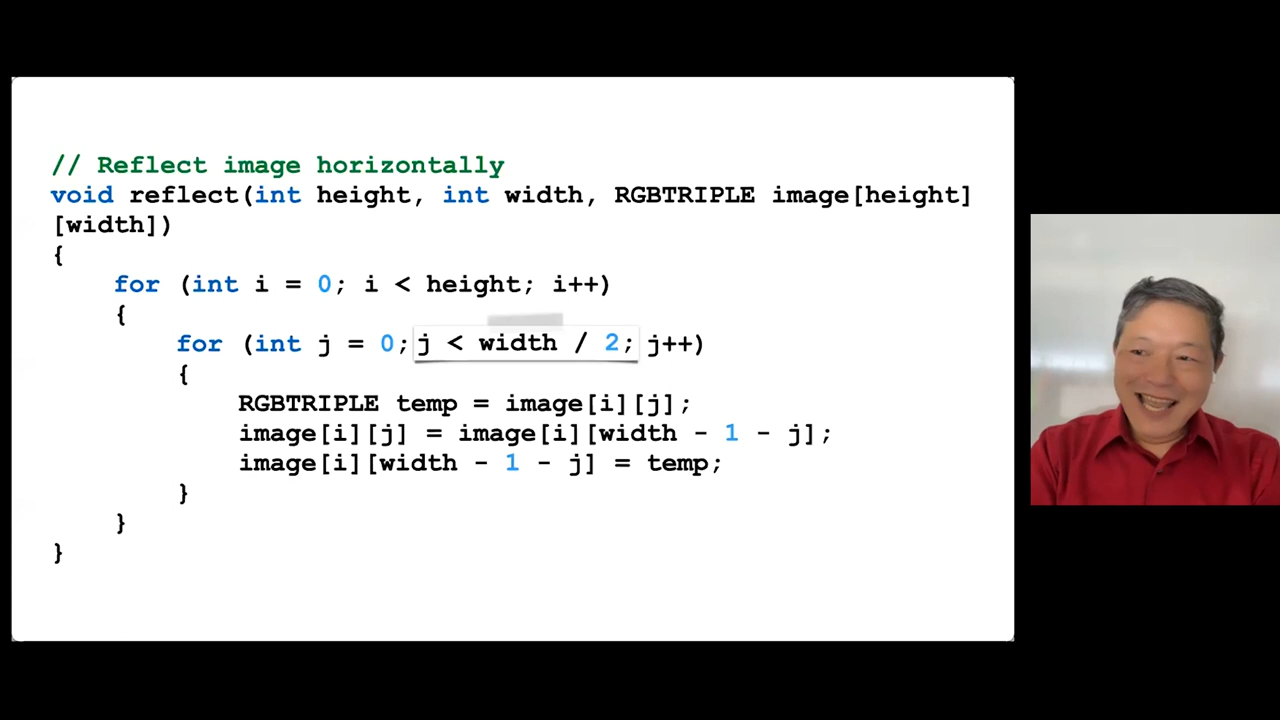 // Reflect image horizontally
void reflect(int height, int width, RGBTRIPLE image[height]
[width])
{
for (int i = 0; i < height; i++)
{
for (int j = 0; j < width / 2; j++)
{
RGBTRIPLE temp = image[i][j];
image[i][j] = image[i][width - 1 - j];
image[i][width - 1 - j] = temp;
}
}
}